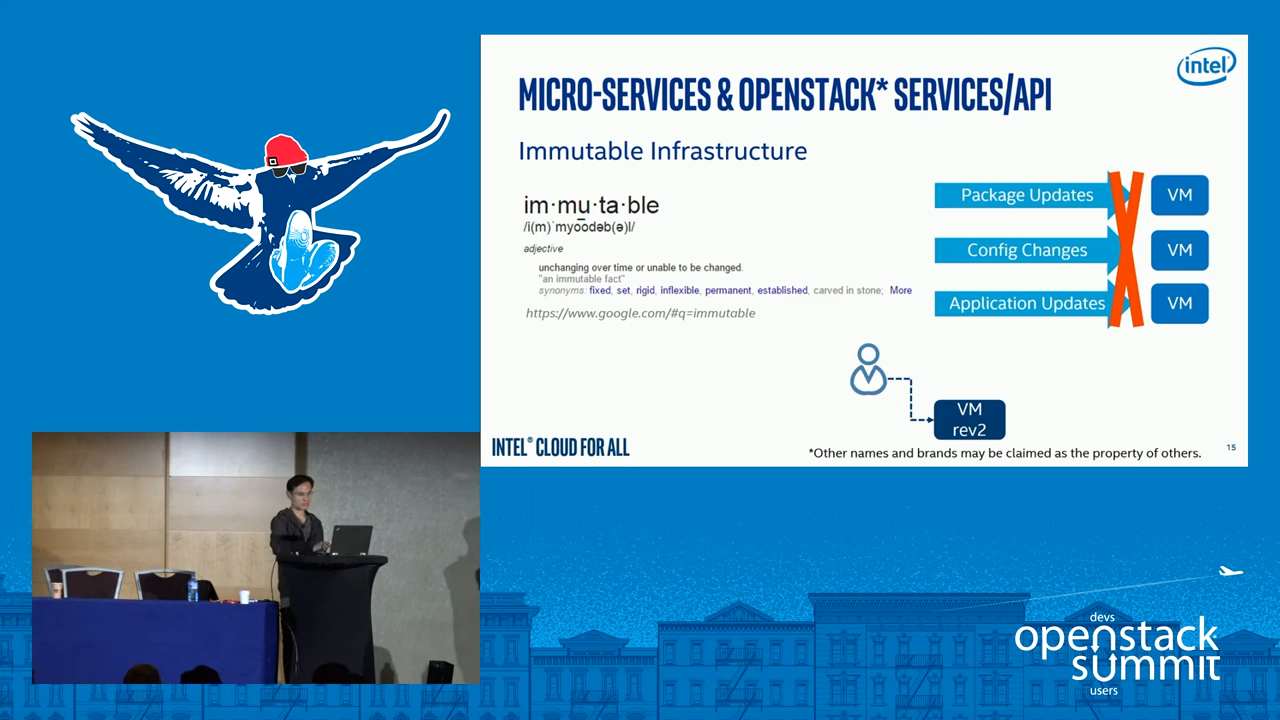 MICRO-SERVICES & OPENSTACK* SERVICES/API
intel
Immutable Infrastructure
im·mu·ta·ble
/i(m)ˈmyo͞odəb(ə)l/
adjective
unchanging over time or unable to be changed.
"an immutable fact"
synonyms: fixed, set, rigid, inflexible, permanent, established, carved in stone; More
https://www.google.com/#q=immutable
Package Updates
VM
Config Changes
VM
Application Updates
VM
VM
rev2
INTEL® CLOUD FOR ALL
*Other names and brands may be claimed as the property of others.
15
devs
openstack
summit
users